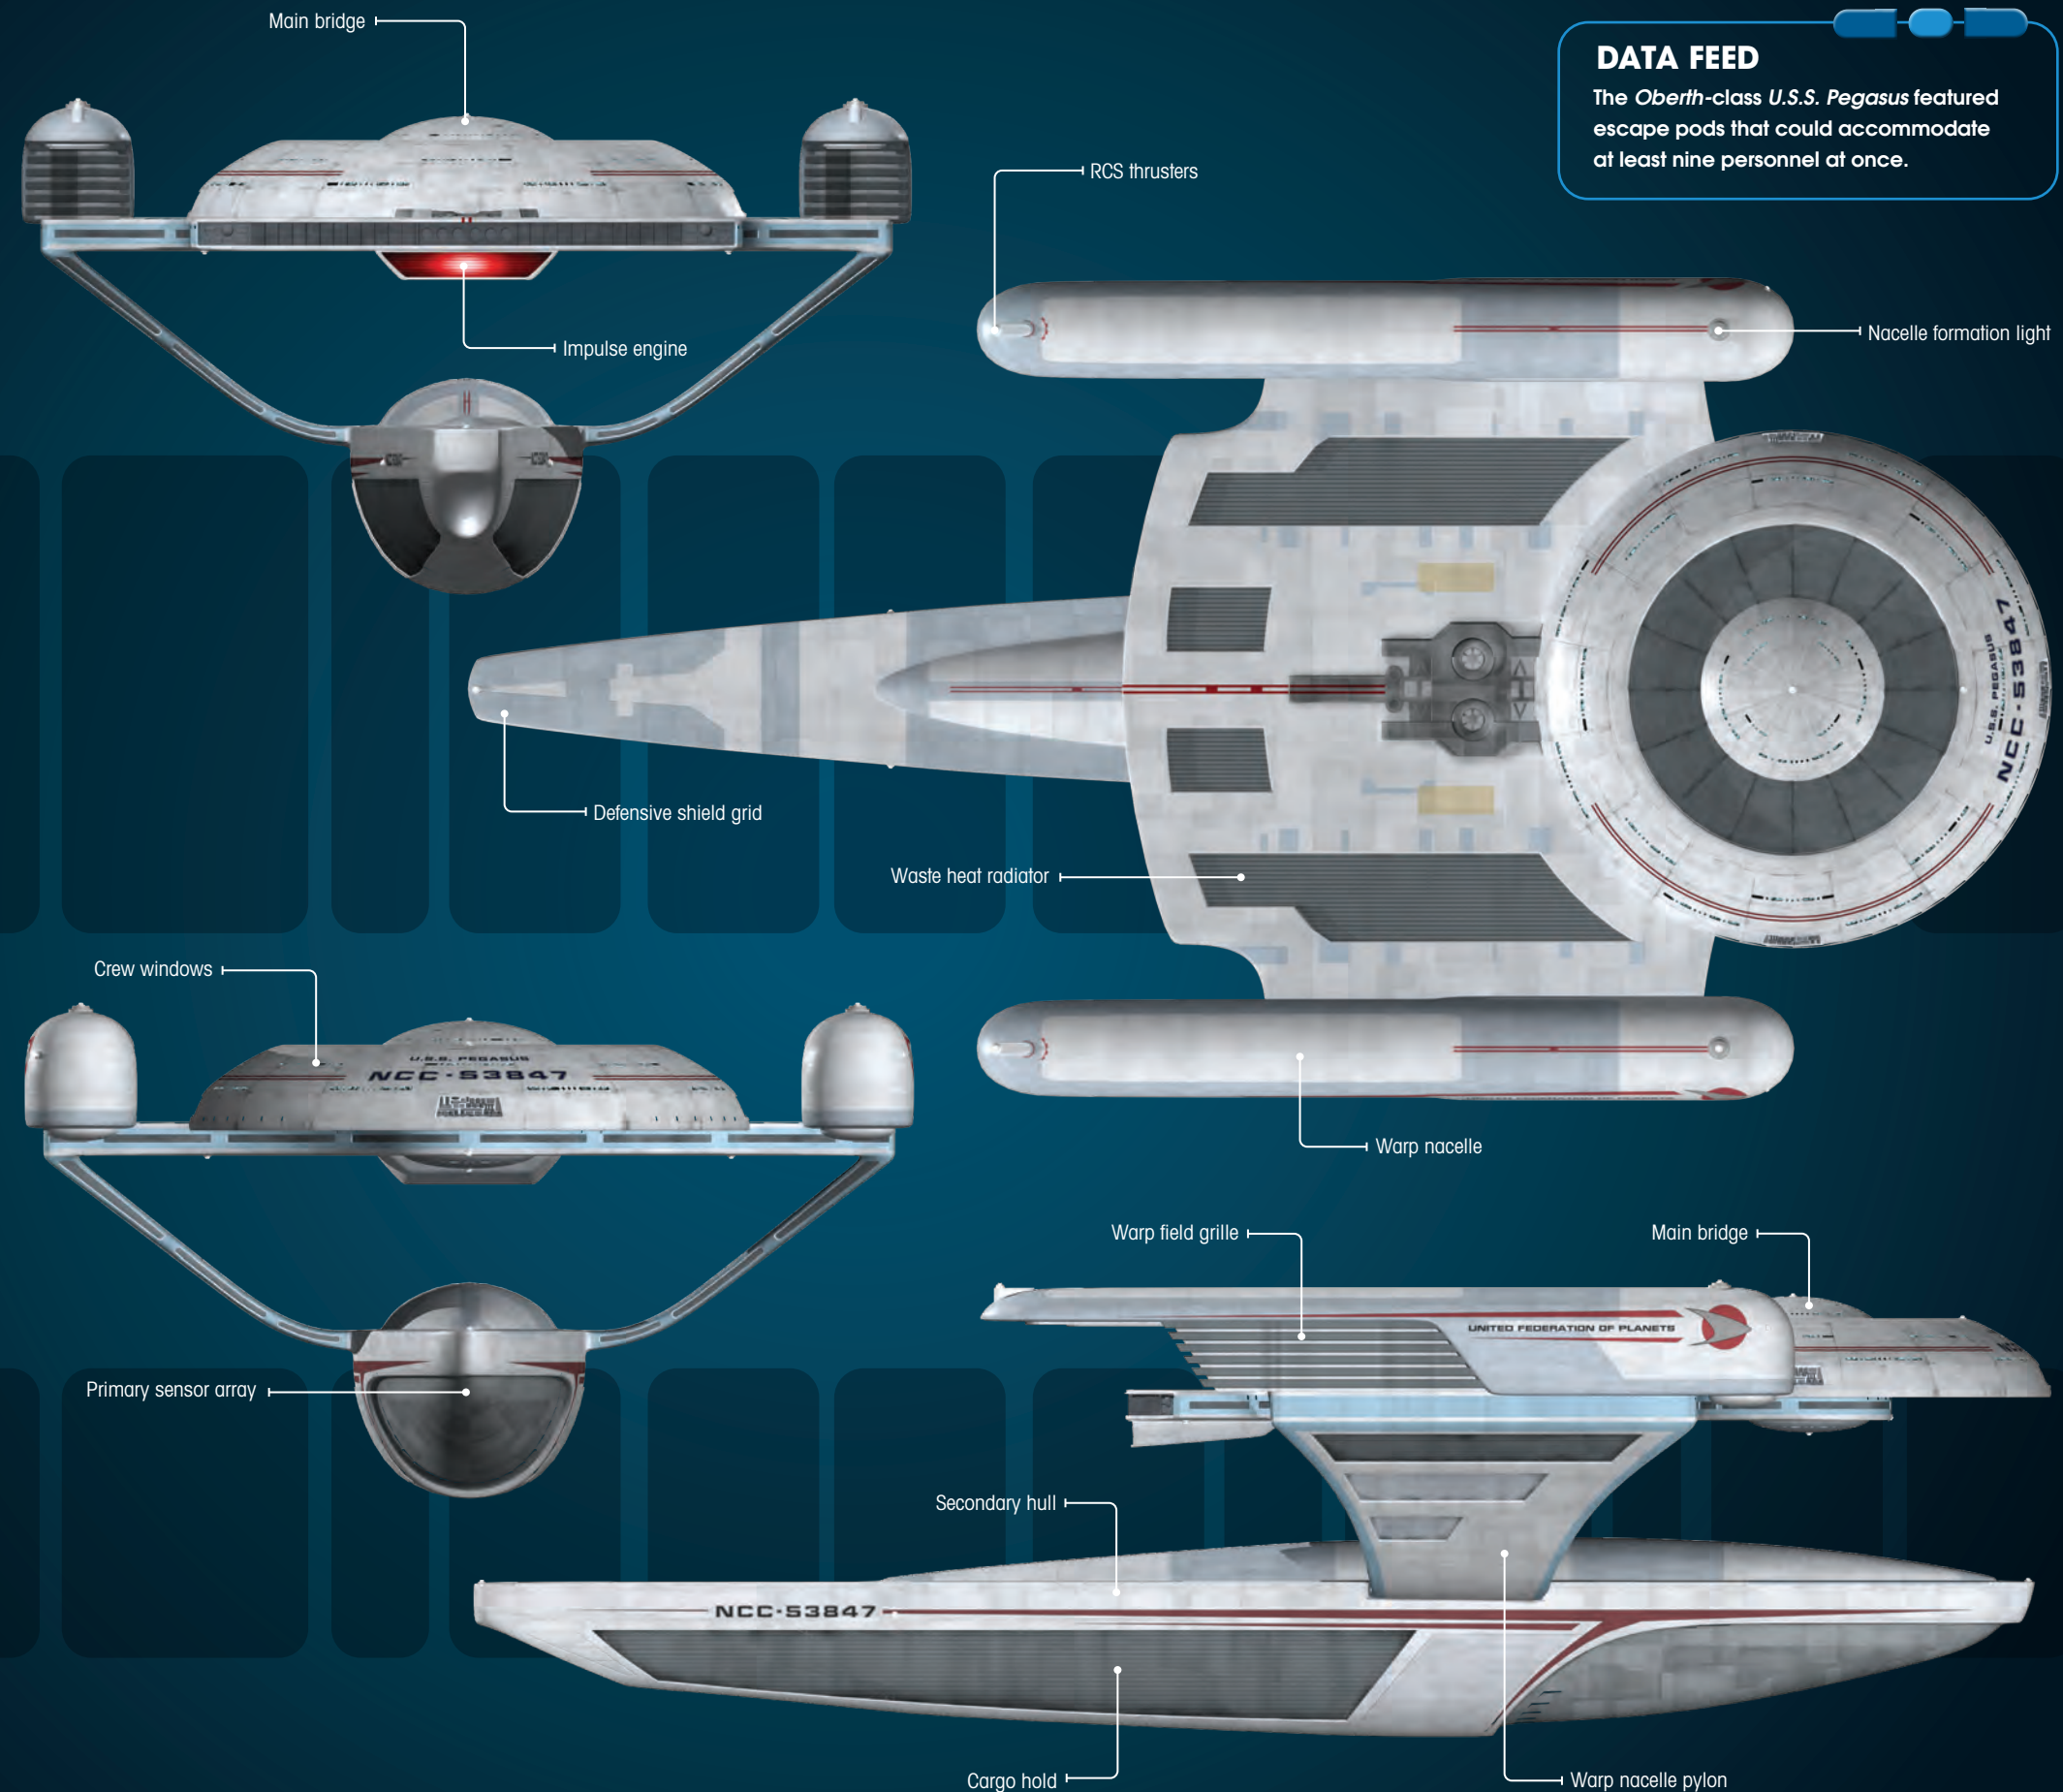 Main bridge
DATA FEED
The Oberth-class U.S.S. Pegasus featured
escape pods that could accommodate
at least nine personnel at once.
RCS thrusters
Impulse engine
Nacelle formation light
U.S.S. PEGASUS
NCC-53847
Defensive shield grid
Waste heat radiator
Crew windows
U.S.S. PEGASUS
NCC-53847
Warp nacelle
Warp field grille
Main bridge
UNITED FEDERATION OF PLANETS
Primary sensor array
Secondary hull
NCC-53847
Cargo hold
Warp nacelle pylon